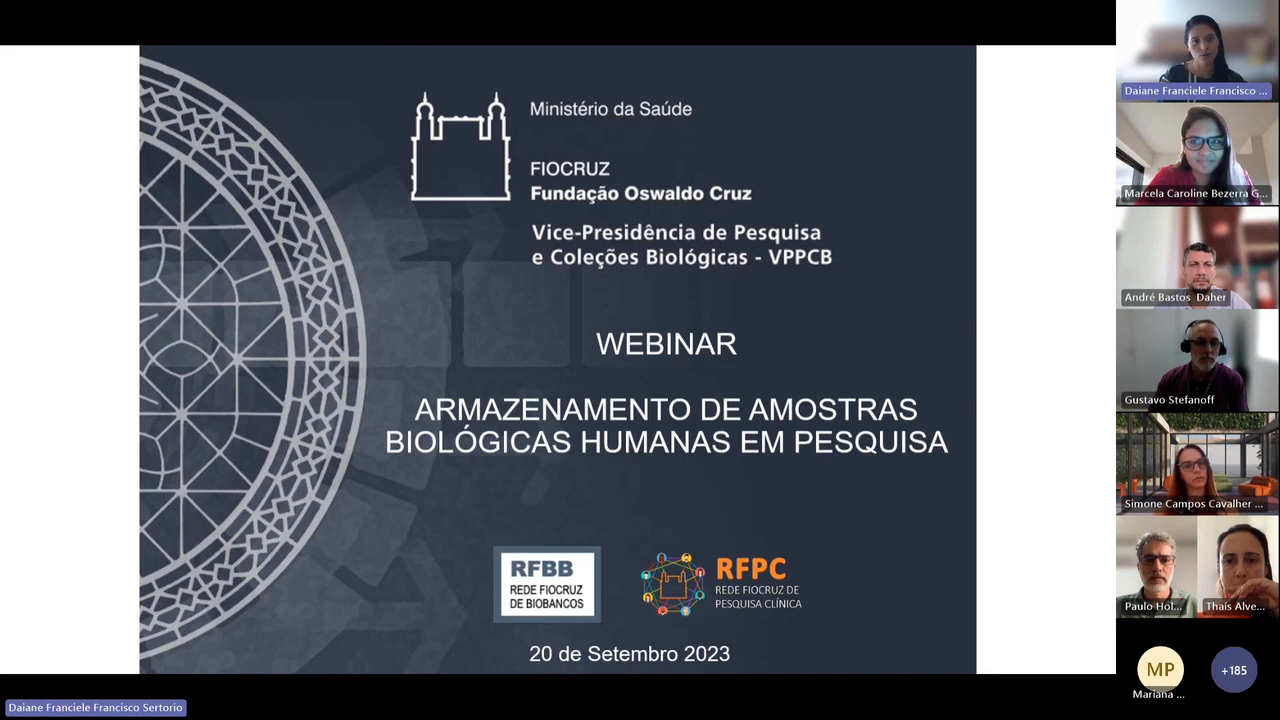 Ministério da Saúde
FIOCRUZ
Fundação Oswaldo Cruz
Vice-Presidência de Pesquisa
e Coleções Biológicas - VPPCB
WEBINAR
ARMAZENAMENTO DE AMOSTRAS
BIOLÓGICAS HUMANAS EM PESQUISA
RFBB
REDE FIOCRUZ
DE BIOBANCOS
RFPC
REDE FIOCRUZ DE
PESQUISA CLÍNICA
20 de Setembro 2023
Daiane Franciele Francisco Sertorio
Daiane Franciele Francisco ...
Marcela Caroline Bezerra G...
André Bastos Daher
Gustavo Stefanoff
Simone Campos Cavalher ...
Paulo Hol...
Thaís Alve...
MP
Mariana ...
+185